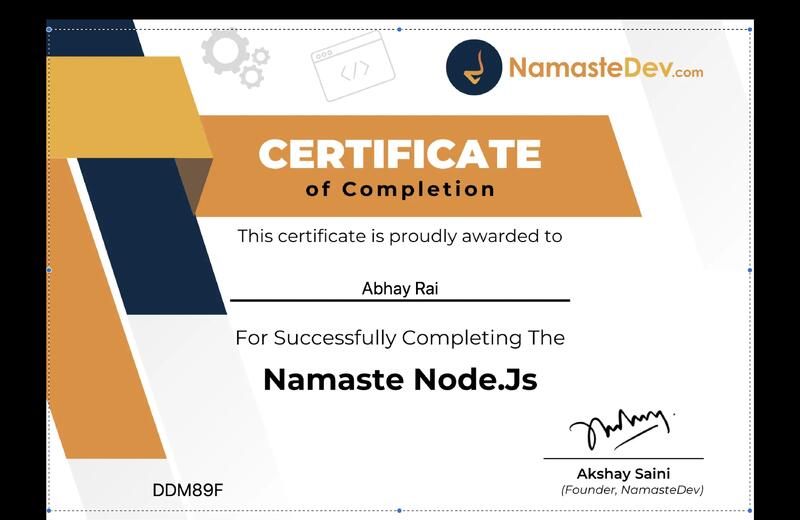 </>
NamasteDev.com
CERTIFICATE
of Completion
This certificate is proudly awarded to
Abhay Rai
For Successfully Completing The
Namaste Node.Js
Akshay Saini
(Founder, NamasteDev)
DDM89F